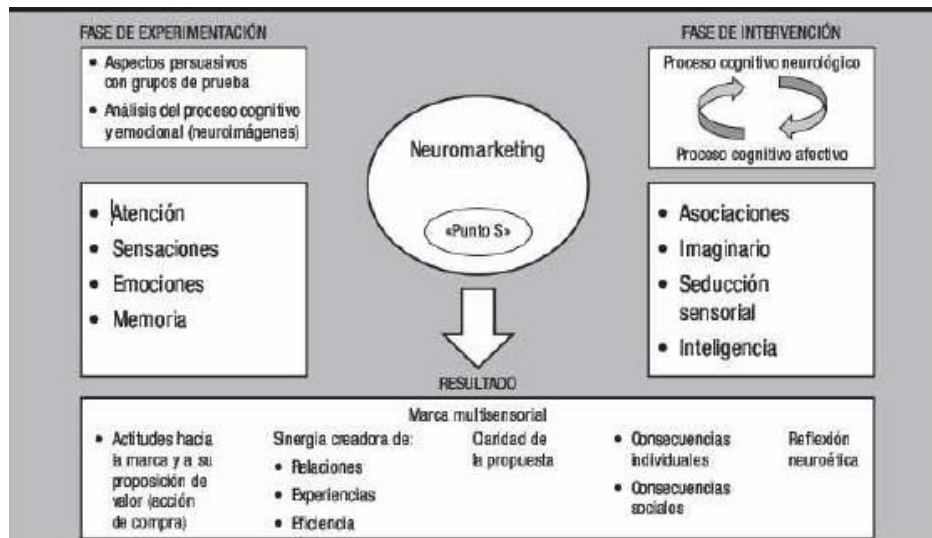 FASE DE EXPERIMENTACIÓN
• Aspectos persuasivos
con grupos de prueba
• Análisis del proceso cognitivo
y emocional (neuroimágenes)
• Atención
• Sensaciones
• Emociones
• Memoria
Neuromarketing
«Punto S»
FASE DE INTERVENCIÓN
Proceso cognitivo neurológico
Proceso cognitivo afectivo
• Asociaciones
• Imaginario
• Seducción
sensorial
• Inteligencia
RESULTADO
Marca multisensorial
• Actitudes hacia
la marca y a su
proposición de
valor (acción
de compra)
Sinergia creadora de:
• Relaciones
• Experiencias
• Eficiencia
Claridad de
la propuesta
• Consecuencias
individuales
• Consecuencias
sociales
Reflexión
neuroética